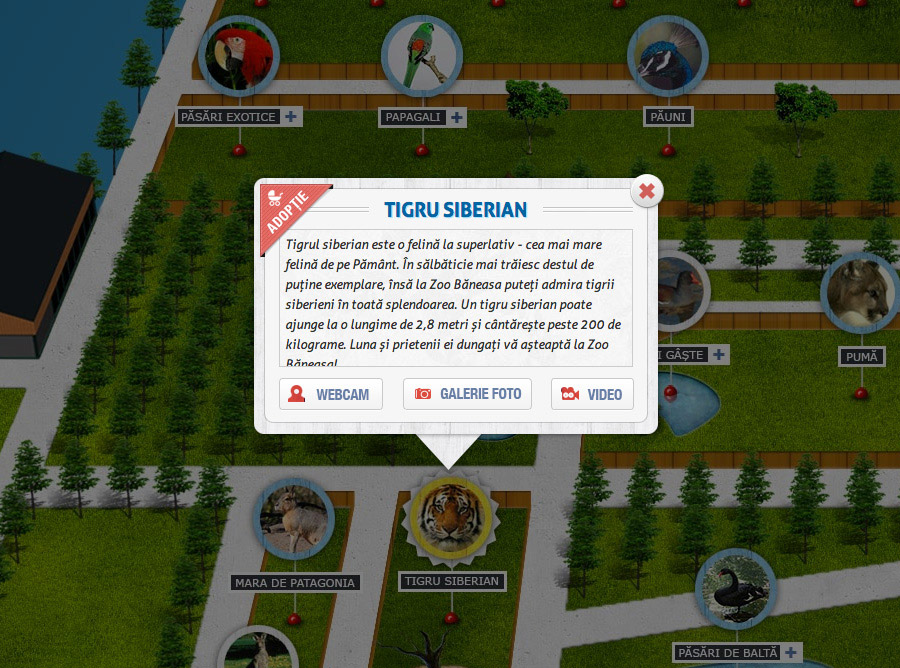 PĂSĂRI EXOTICE +
PAPAGALI +
PĂUNI
ADOPȚIE
TIGRU SIBERIAN
Tigrul siberian este o felină la superlativ - cea mai mare
felină de pe Pământ. În sălbăticie mai trăiesc destul de
puține exemplare, însă la Zoo Băneasa puteți admira tigrii
siberieni în toată splendoarea. Un tigru siberian poate
ajunge la o lungime de 2,8 metri și cântărește peste 200 de
kilograme. Luna și prietenii ei dungați vă așteaptă la Zoo
Băneasa!
I GÂȘTE +
PUMĂ
WEBCAM
GALERIE FOTO
VIDEO
MARA DE PATAGONIA
TIGRU SIBERIAN
PĂSĂRI DE BALTĂ +